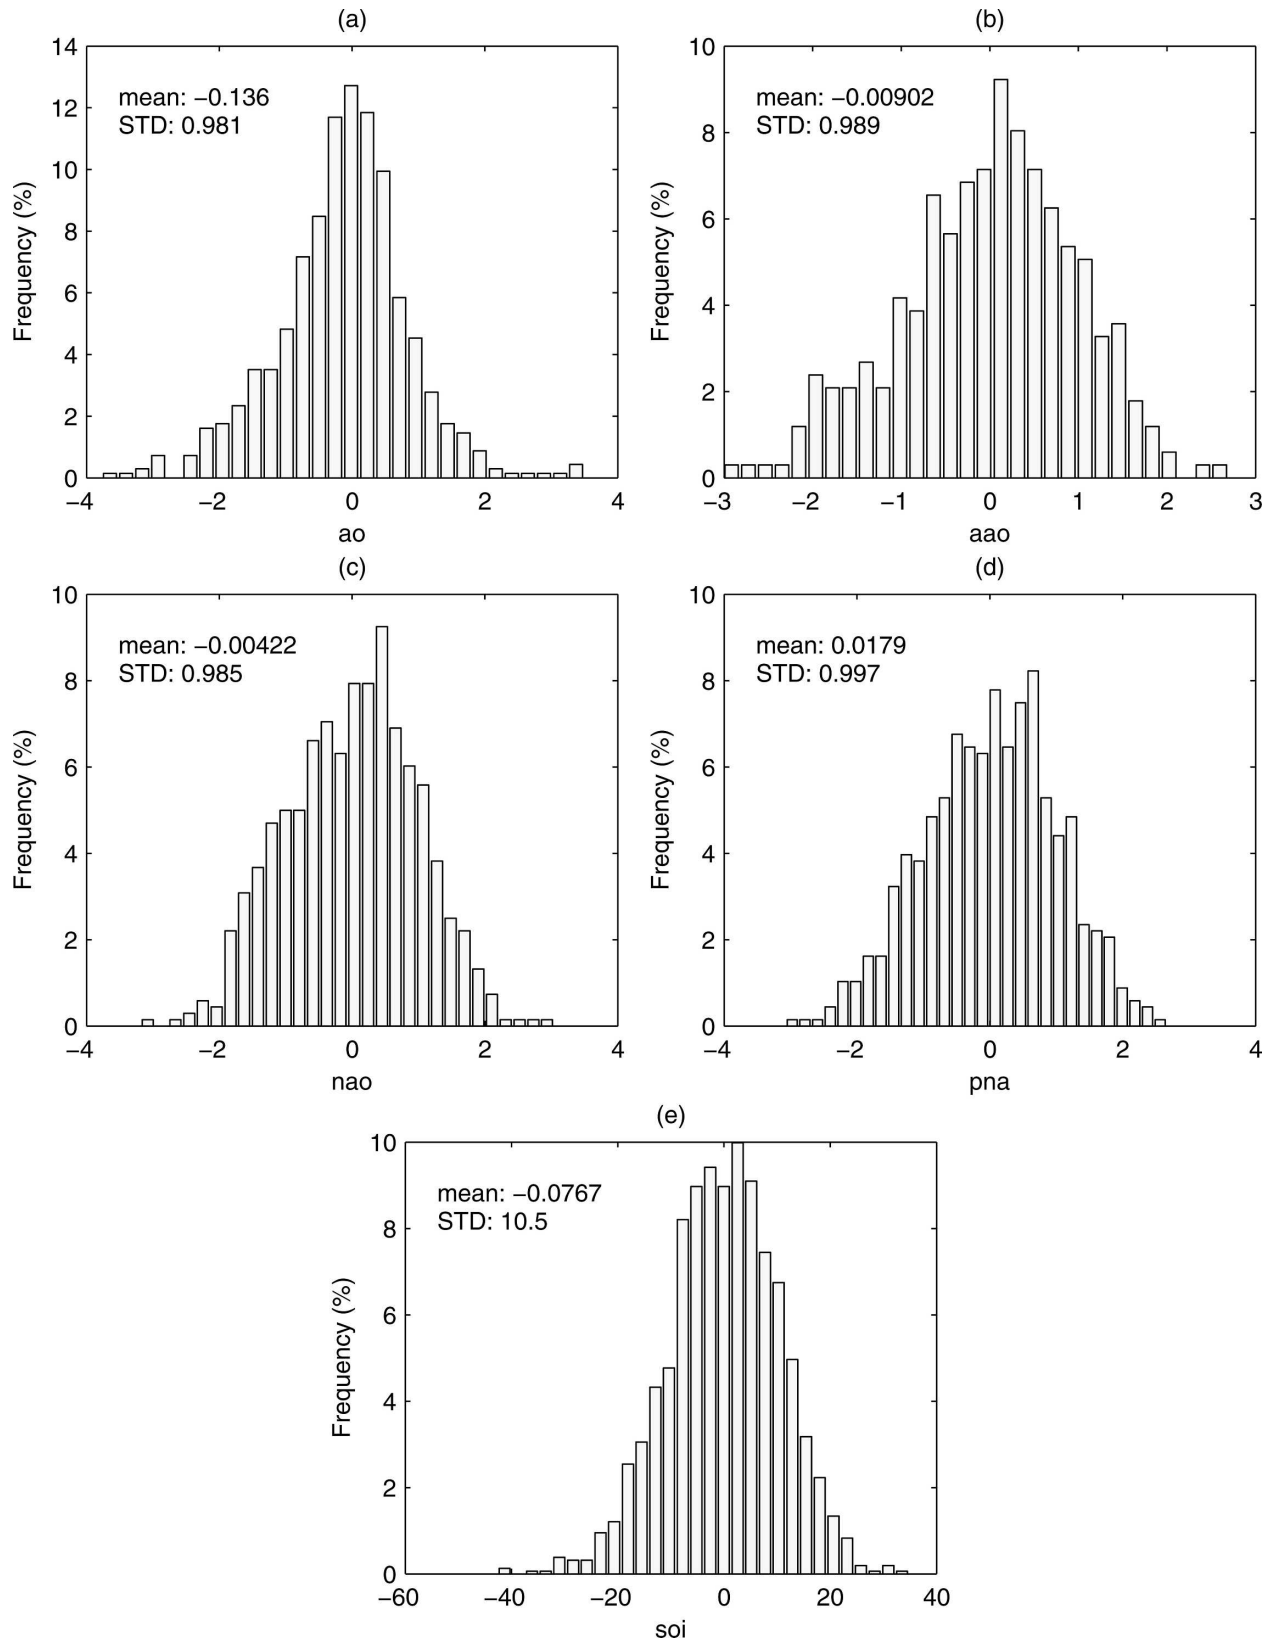 (a)
mean: −0.136
STD: 0.981
14
12
10
8
6
4
2
0
Frequency (%)
−4
−2
0
2
4
ao
(b)
mean: −0.00902
STD: 0.989
10
8
6
4
2
0
Frequency (%)
−3
−2
−1
0
1
2
3
aao
(c)
mean: −0.00422
STD: 0.985
10
8
6
4
2
0
Frequency (%)
−4
−2
0
2
4
nao
(d)
mean: 0.0179
STD: 0.997
10
8
6
4
2
0
Frequency (%)
−4
−2
0
2
4
pna
(e)
mean: −0.0767
STD: 10.5
10
8
6
4
2
0
Frequency (%)
−60
−40
−20
0
20
40
soi